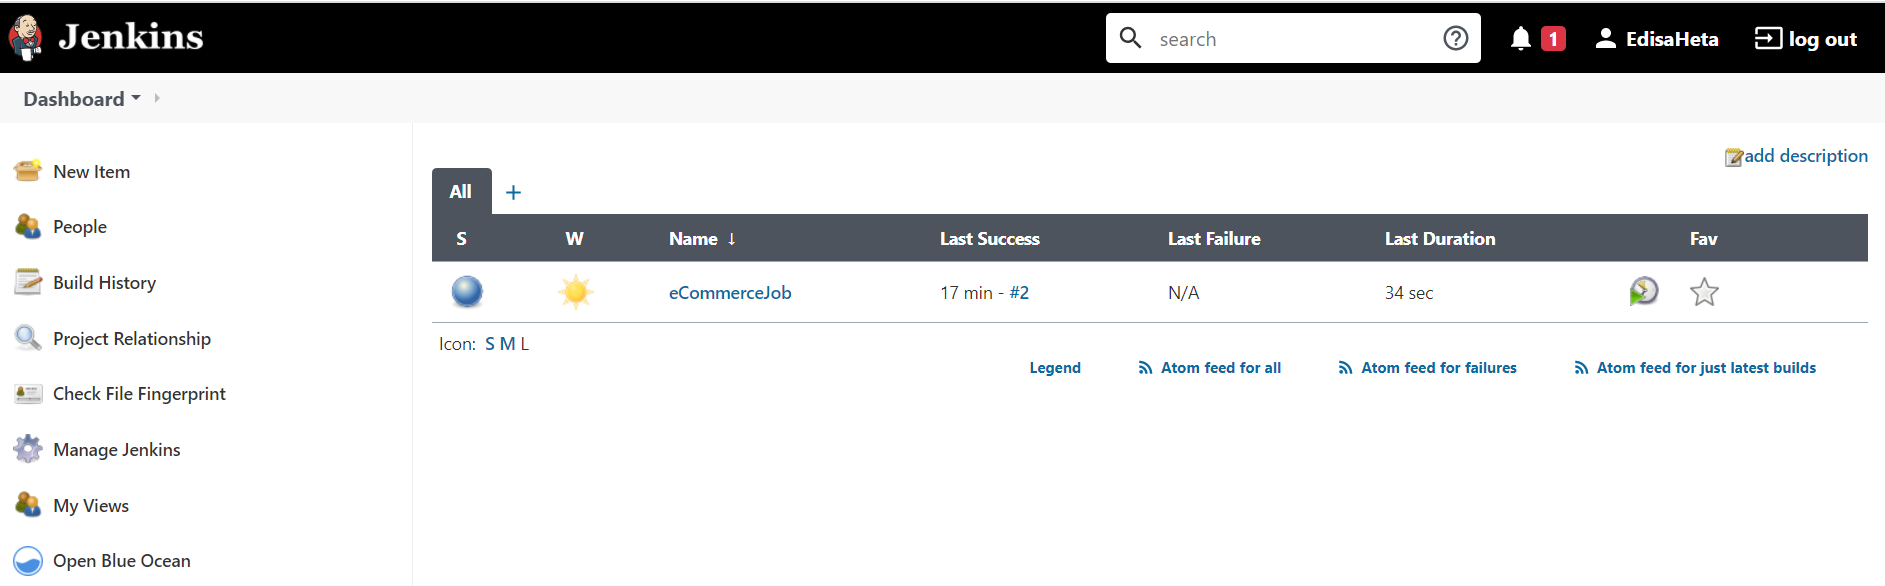 Jenkins
search
1
EdisaHeta
log out
Dashboard
New Item
People
Build History
Project Relationship
Check File Fingerprint
Manage Jenkins
My Views
Open Blue Ocean
add description
All +
S W Name ↓ Last Success Last Failure Last Duration Fav
eCommerceJob 17 min - #2 N/A 34 sec
Icon: S M L
Legend Atom feed for all Atom feed for failures Atom feed for just latest builds